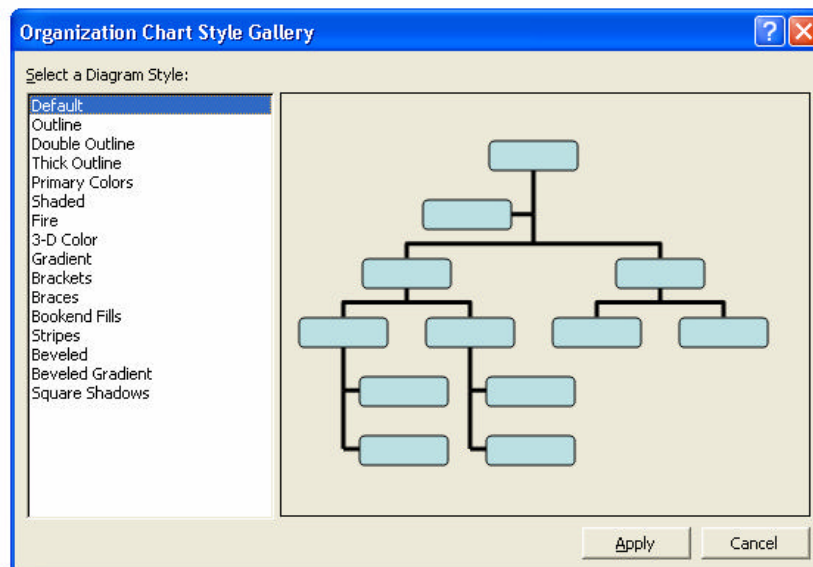 Organization Chart Style Gallery
Select a Diagram Style:
Default
Outline
Double Outline
Thick Outline
Primary Colors
Shaded
Fire
3-D Color
Gradient
Brackets
Braces
Bookend Fills
Stripes
Beveled
Beveled Gradient
Square Shadows
Apply Cancel